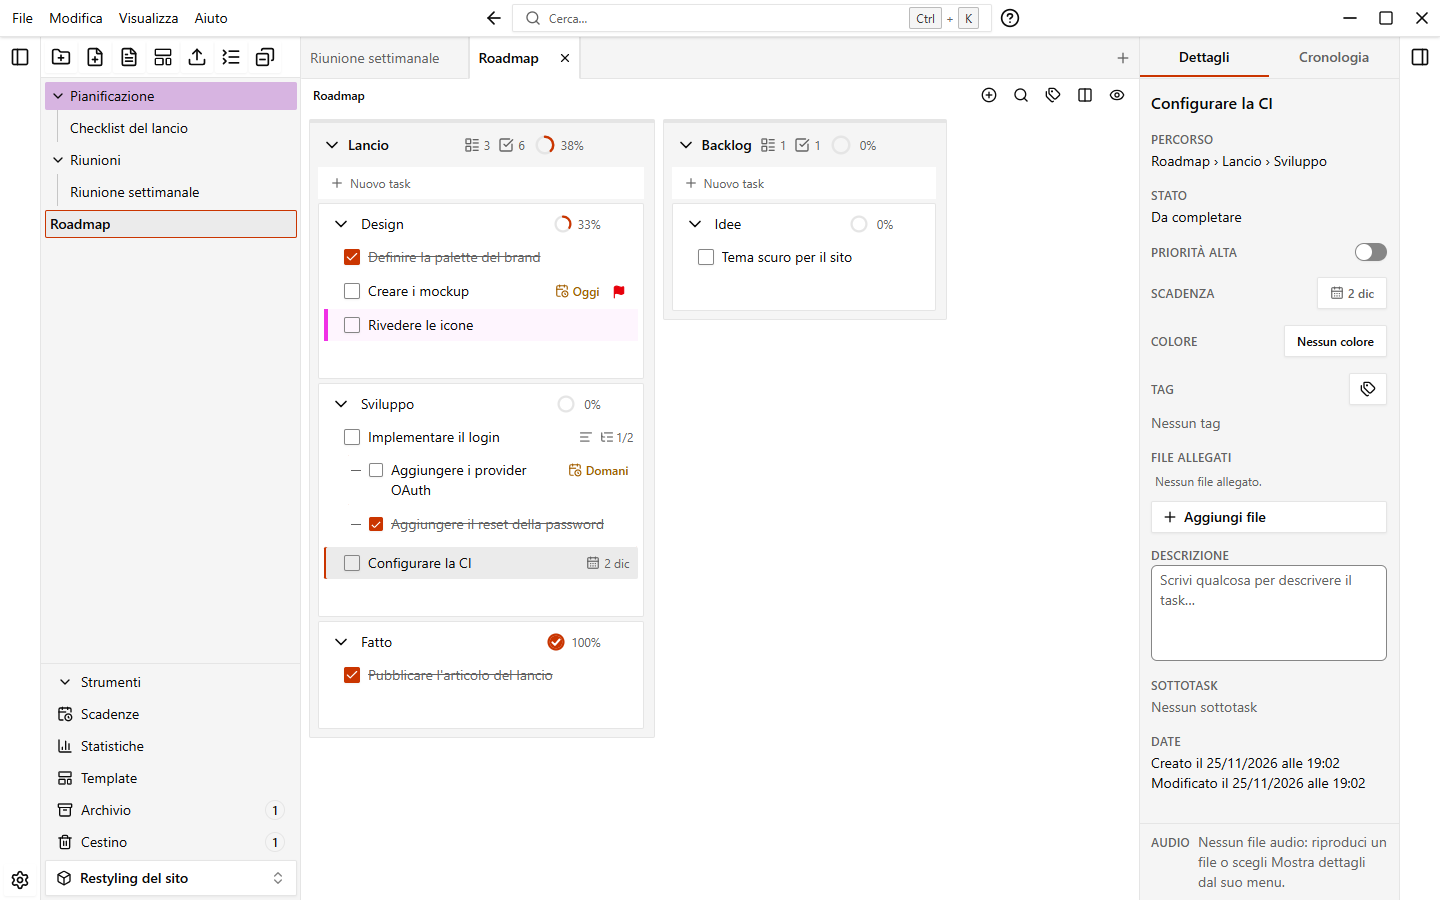 File Modifica Visualizza Aiuto
Cerca... Ctrl + K
Pianificazione
Checklist del lancio
Riunioni
Riunione settimanale
Roadmap
Strumenti
Scadenze
Statistiche
Template
Archivio 1
Cestino 1
Restyling del sito
Riunione settimanale
Roadmap
Roadmap
Lancio 3 6 38%
Nuovo task
Design 33%
Definire la palette del brand
Creare i mockup Oggi
Rivedere le icone
Sviluppo 0%
Implementare il login 1/2
Aggiungere i provider Domani
OAuth
Aggiungere il reset della password
Configurare la CI 2 dic
Fatto 100%
Pubblicare l'articolo del lancio
Backlog 1 1 0%
Nuovo task
Idee 0%
Tema scuro per il sito
Dettagli Cronologia
Configurare la CI
PERCORSO
Roadmap › Lancio › Sviluppo
STATO
Da completare
PRIORITÀ ALTA
SCADENZA 2 dic
COLORE Nessun colore
TAG
Nessun tag
FILE ALLEGATI
Nessun file allegato.
Aggiungi file
DESCRIZIONE
Scrivi qualcosa per descrivere il
task...
SOTTOTASK
Nessun sottotask
DATE
Creato il 25/11/2026 alle 19:02
Modificato il 25/11/2026 alle 19:02
AUDIO Nessun file audio: riproduci un
file o scegli Mostra dettagli
dal suo menu.